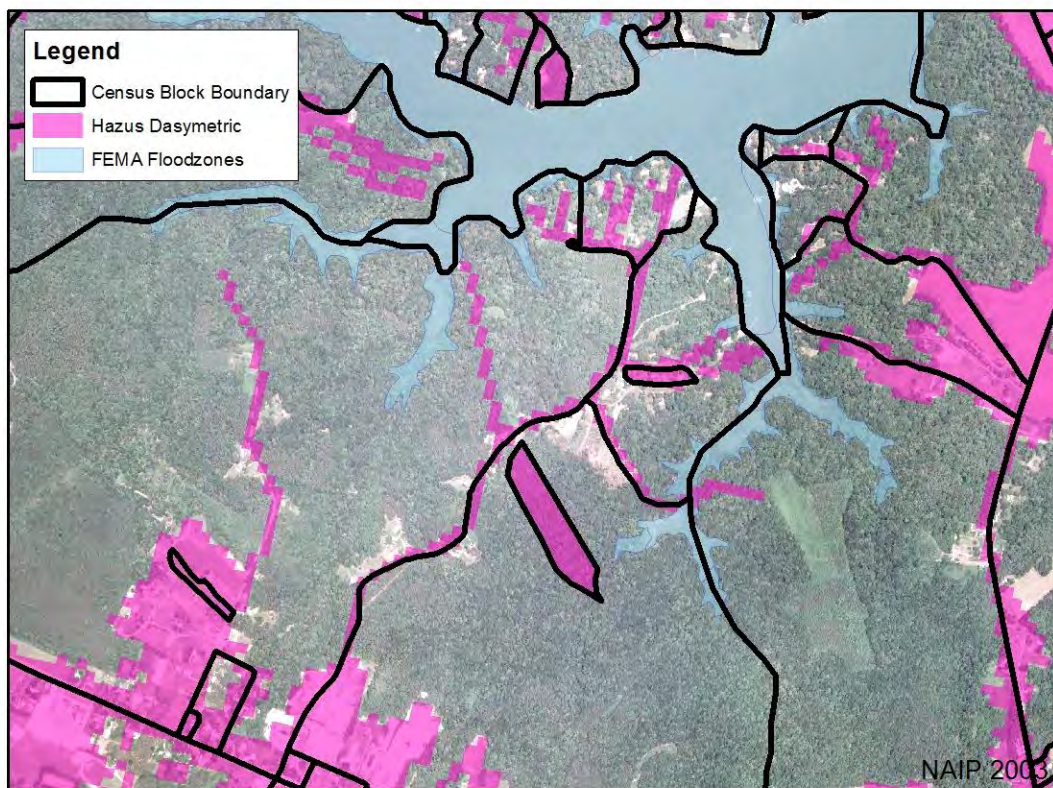 Legend
Census Block Boundary
Hazus Dasymetric
FEMA Floodzones
NAIP 2003